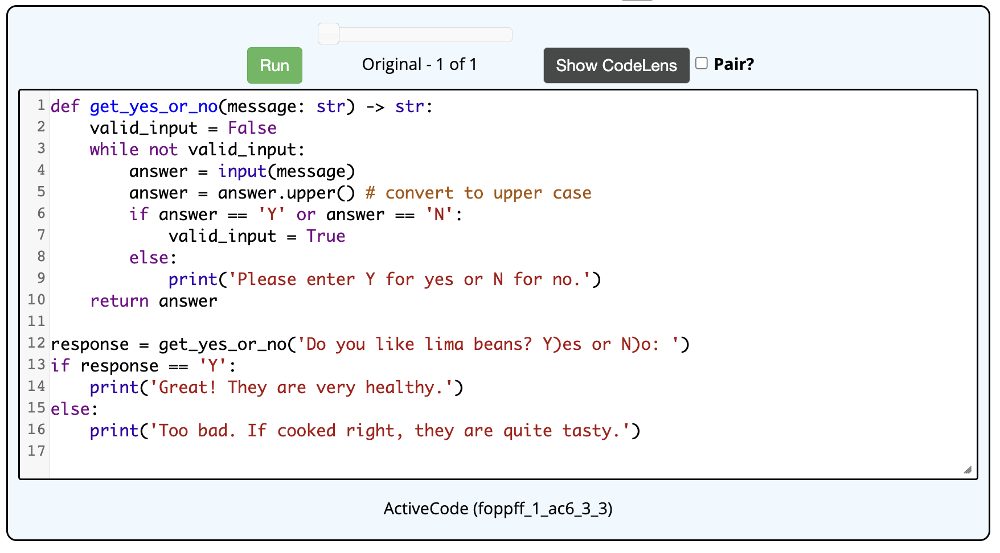 Run
Original - 1 of 1
Show CodeLens
Pair?
1 def get_yes_or_no(message: str) -> str:
2     valid_input = False
3     while not valid_input:
4         answer = input(message)
5         answer = answer.upper() # convert to upper case
6         if answer == 'Y' or answer == 'N':
7             valid_input = True
8         else:
9             print('Please enter Y for yes or N for no.')
10     return answer
11
12 response = get_yes_or_no('Do you like lima beans? Y)es or N)o: ')
13 if response == 'Y':
14     print('Great! They are very healthy.')
15 else:
16     print('Too bad. If cooked right, they are quite tasty.')
17
ActiveCode (foppff_1_ac6_3_3)